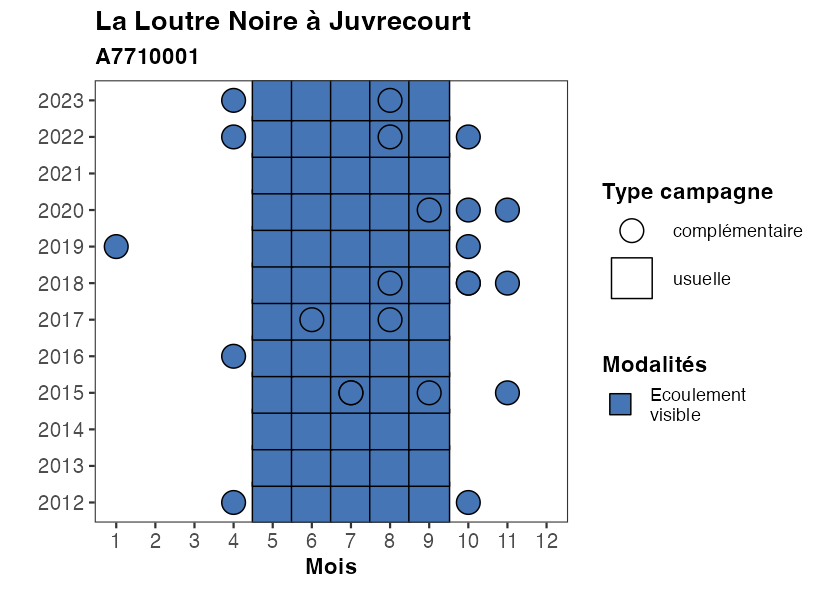 La Loutre Noire à Juvrecourt
A7710001
2023
2022
2021
2020
2019
2018
2017
2016
2015
2014
2013
2012
1 2 3 4 5 6 7 8 9 10 11 12
Mois
Type campagne
complémentaire
usuelle
Modalités
Ecoulement
visible